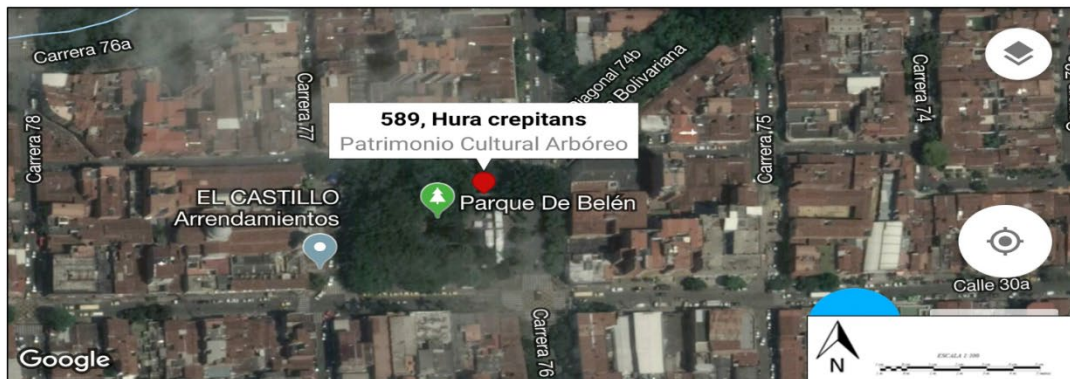 Carrera 76a
Carrera 78
Carrera 77
Diagonal 74b
Bolivariana
Carrera 75
Carrera 74
589, Hura crepitans
Patrimonio Cultural Arbóreo
EL CASTILLO
Arrendamientos
Parque De Belén
Calle 30a
Carrera 76
Google
N
ESCALA 1:100